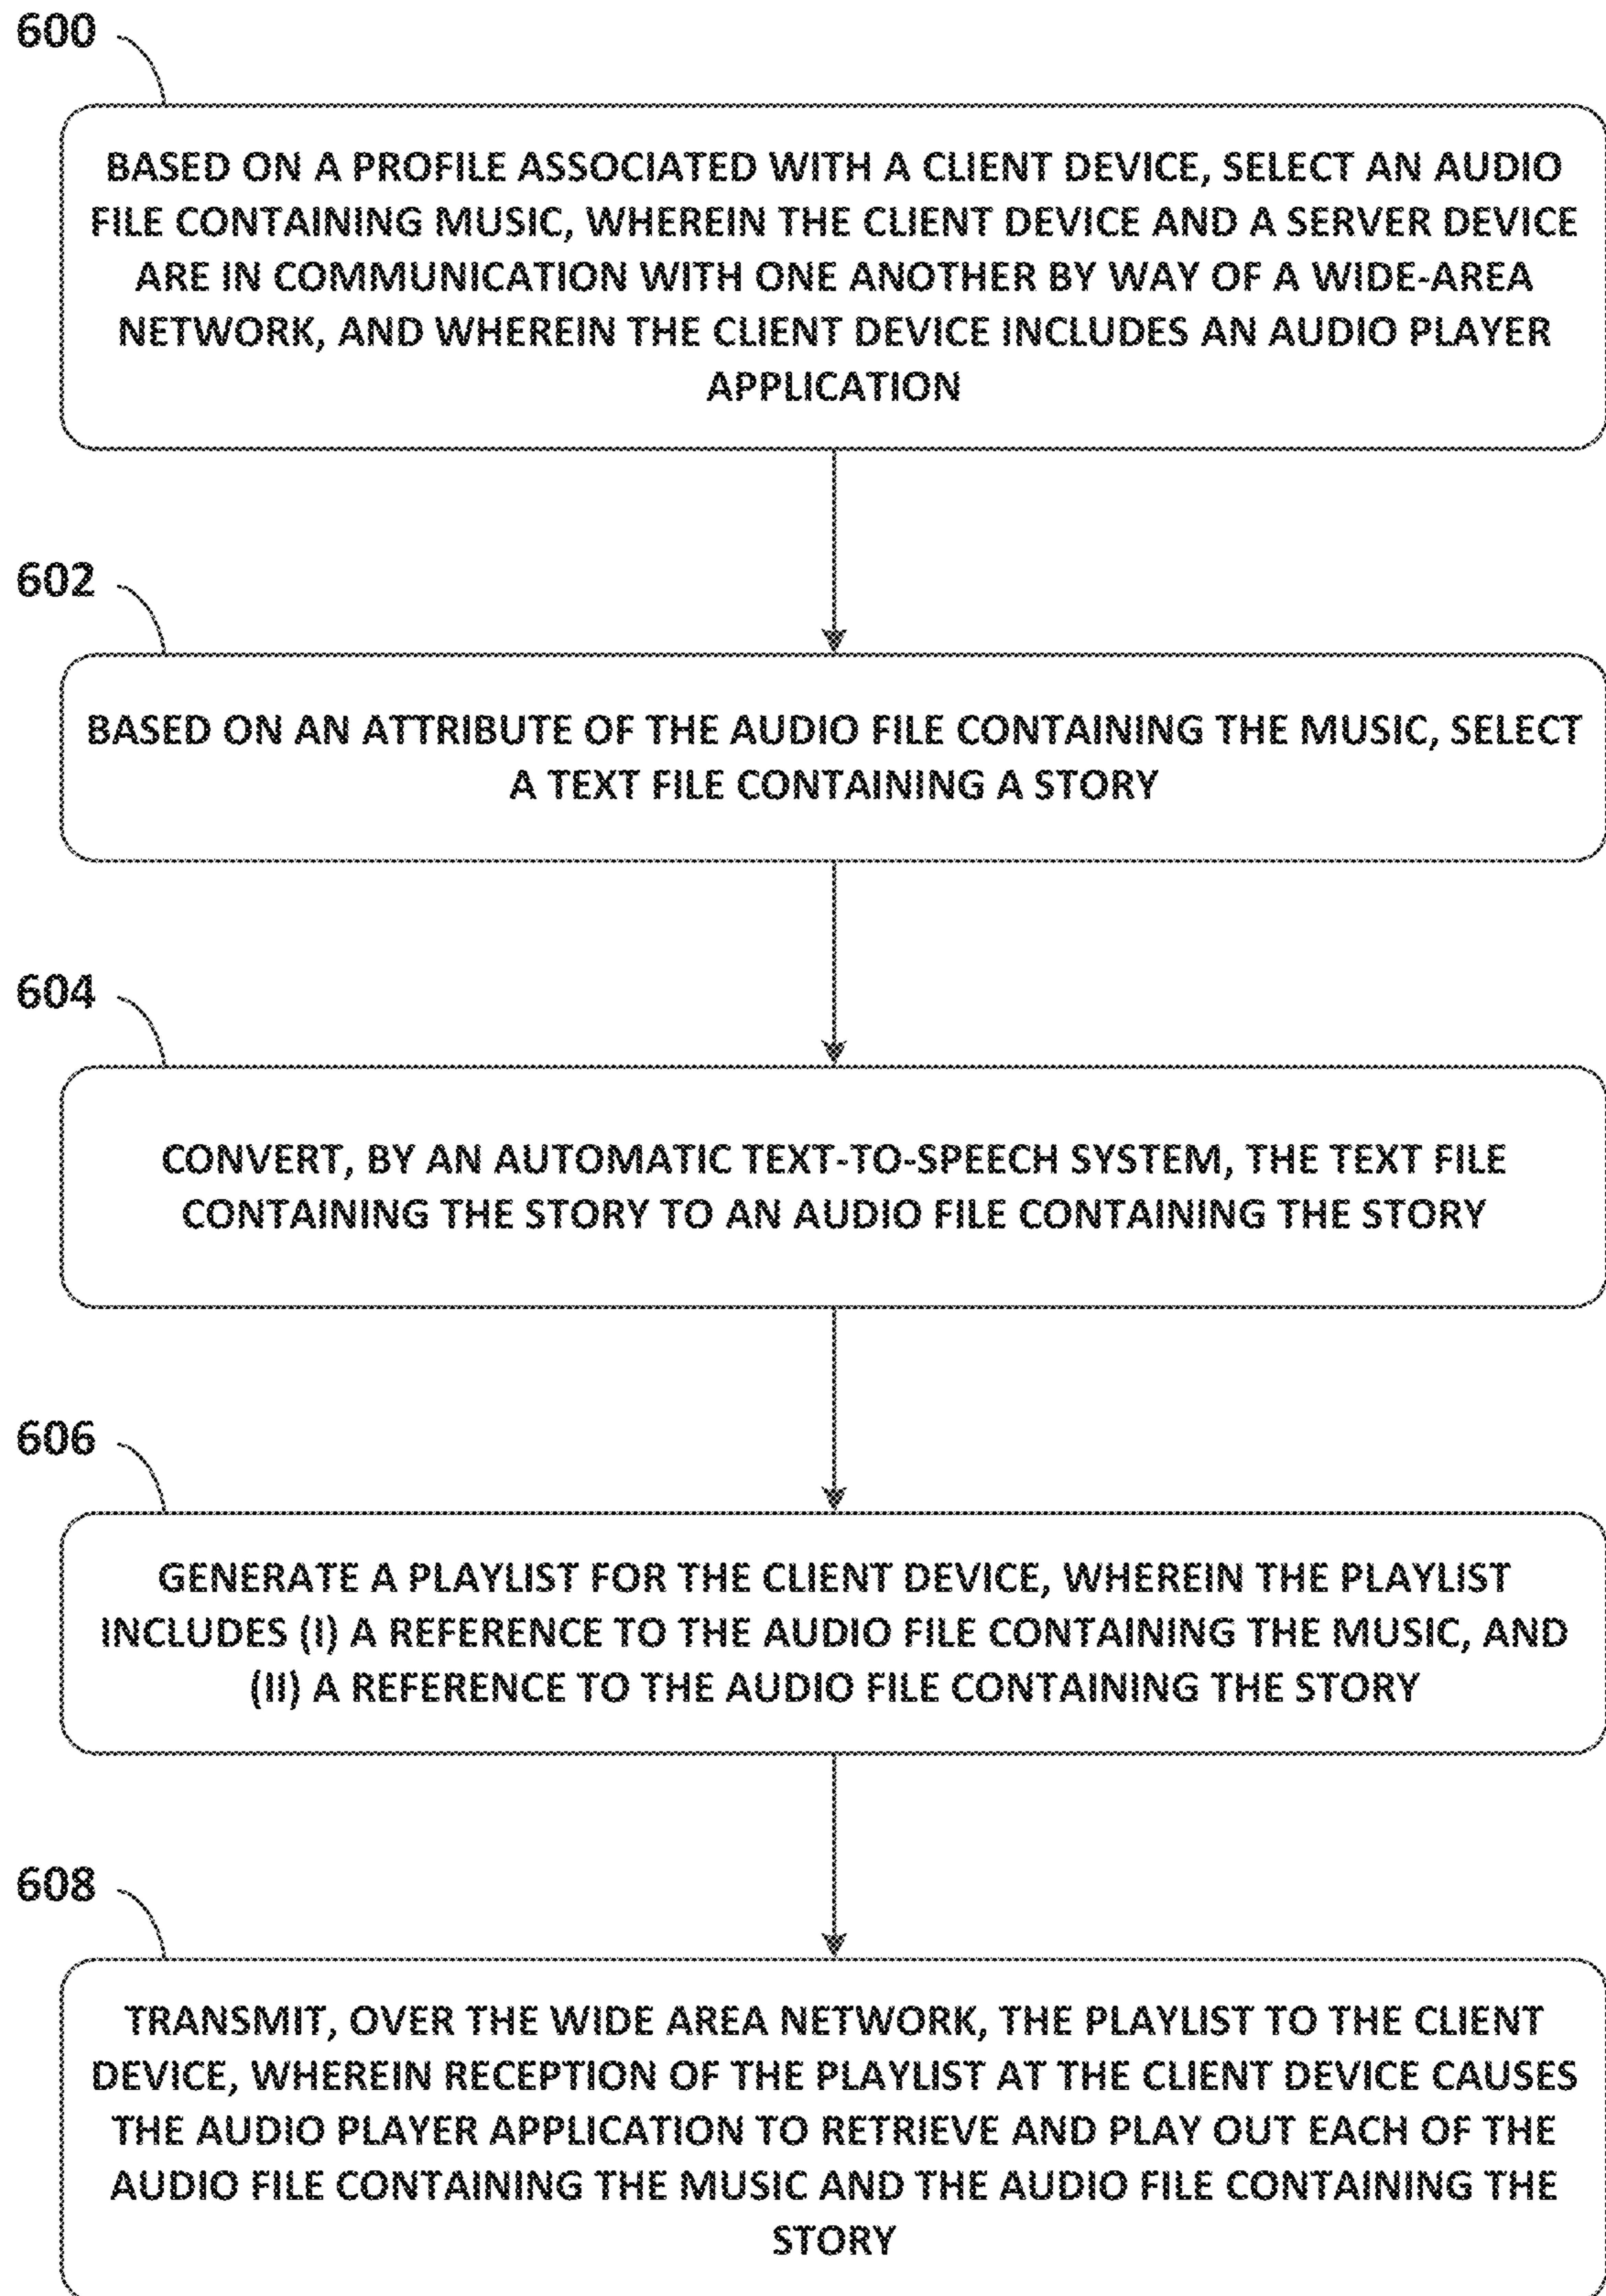 600
BASED ON A PROFILE ASSOCIATED WITH A CLIENT DEVICE, SELECT AN AUDIO
FILE CONTAINING MUSIC, WHEREIN THE CLIENT DEVICE AND A SERVER DEVICE
ARE IN COMMUNICATION WITH ONE ANOTHER BY WAY OF A WIDE-AREA
NETWORK, AND WHEREIN THE CLIENT DEVICE INCLUDES AN AUDIO PLAYER
APPLICATION
602
BASED ON AN ATTRIBUTE OF THE AUDIO FILE CONTAINING THE MUSIC, SELECT
A TEXT FILE CONTAINING A STORY
604
CONVERT, BY AN AUTOMATIC TEXT-TO-SPEECH SYSTEM, THE TEXT FILE
CONTAINING THE STORY TO AN AUDIO FILE CONTAINING THE STORY
606
GENERATE A PLAYLIST FOR THE CLIENT DEVICE, WHEREIN THE PLAYLIST
INCLUDES (I) A REFERENCE TO THE AUDIO FILE CONTAINING THE MUSIC, AND
(II) A REFERENCE TO THE AUDIO FILE CONTAINING THE STORY
608
TRANSMIT, OVER THE WIDE AREA NETWORK, THE PLAYLIST TO THE CLIENT
DEVICE, WHEREIN RECEPTION OF THE PLAYLIST AT THE CLIENT DEVICE CAUSES
THE AUDIO PLAYER APPLICATION TO RETRIEVE AND PLAY OUT EACH OF THE
AUDIO FILE CONTAINING THE MUSIC AND THE AUDIO FILE CONTAINING THE
STORY